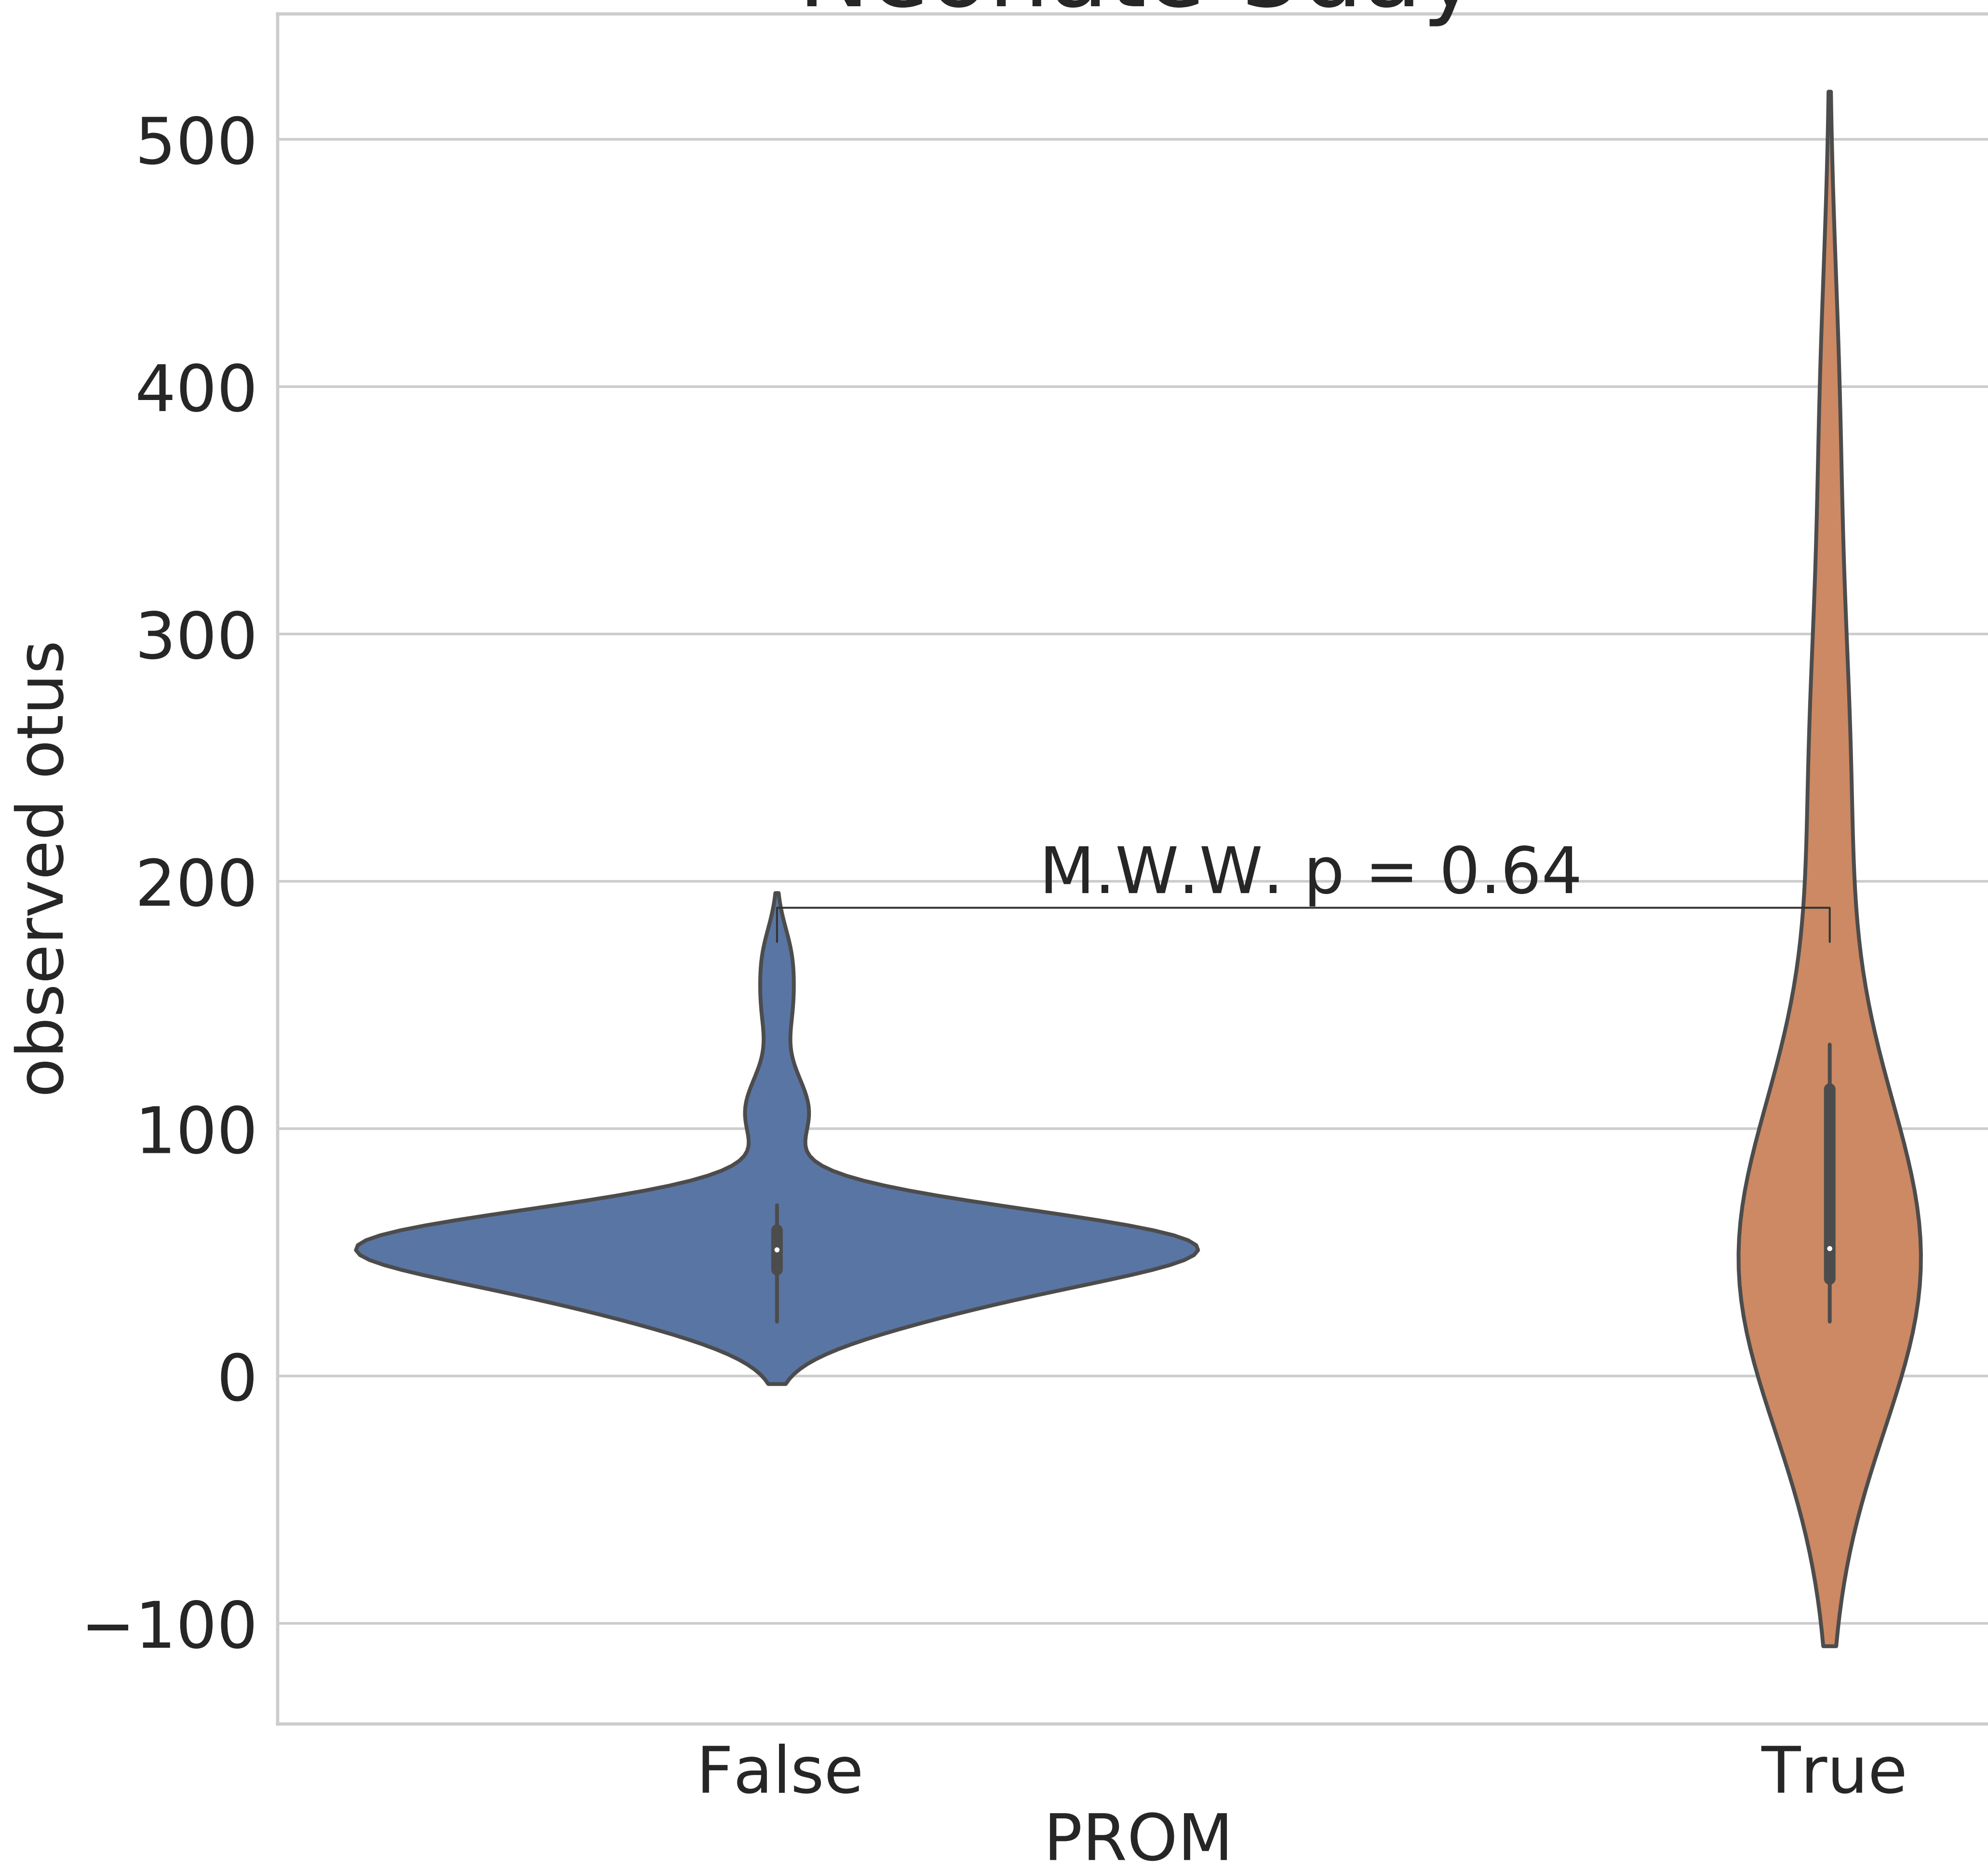 500
400
300
200
100
0
−100
observed otus
M.W.W. p = 0.64
False
True
PROM